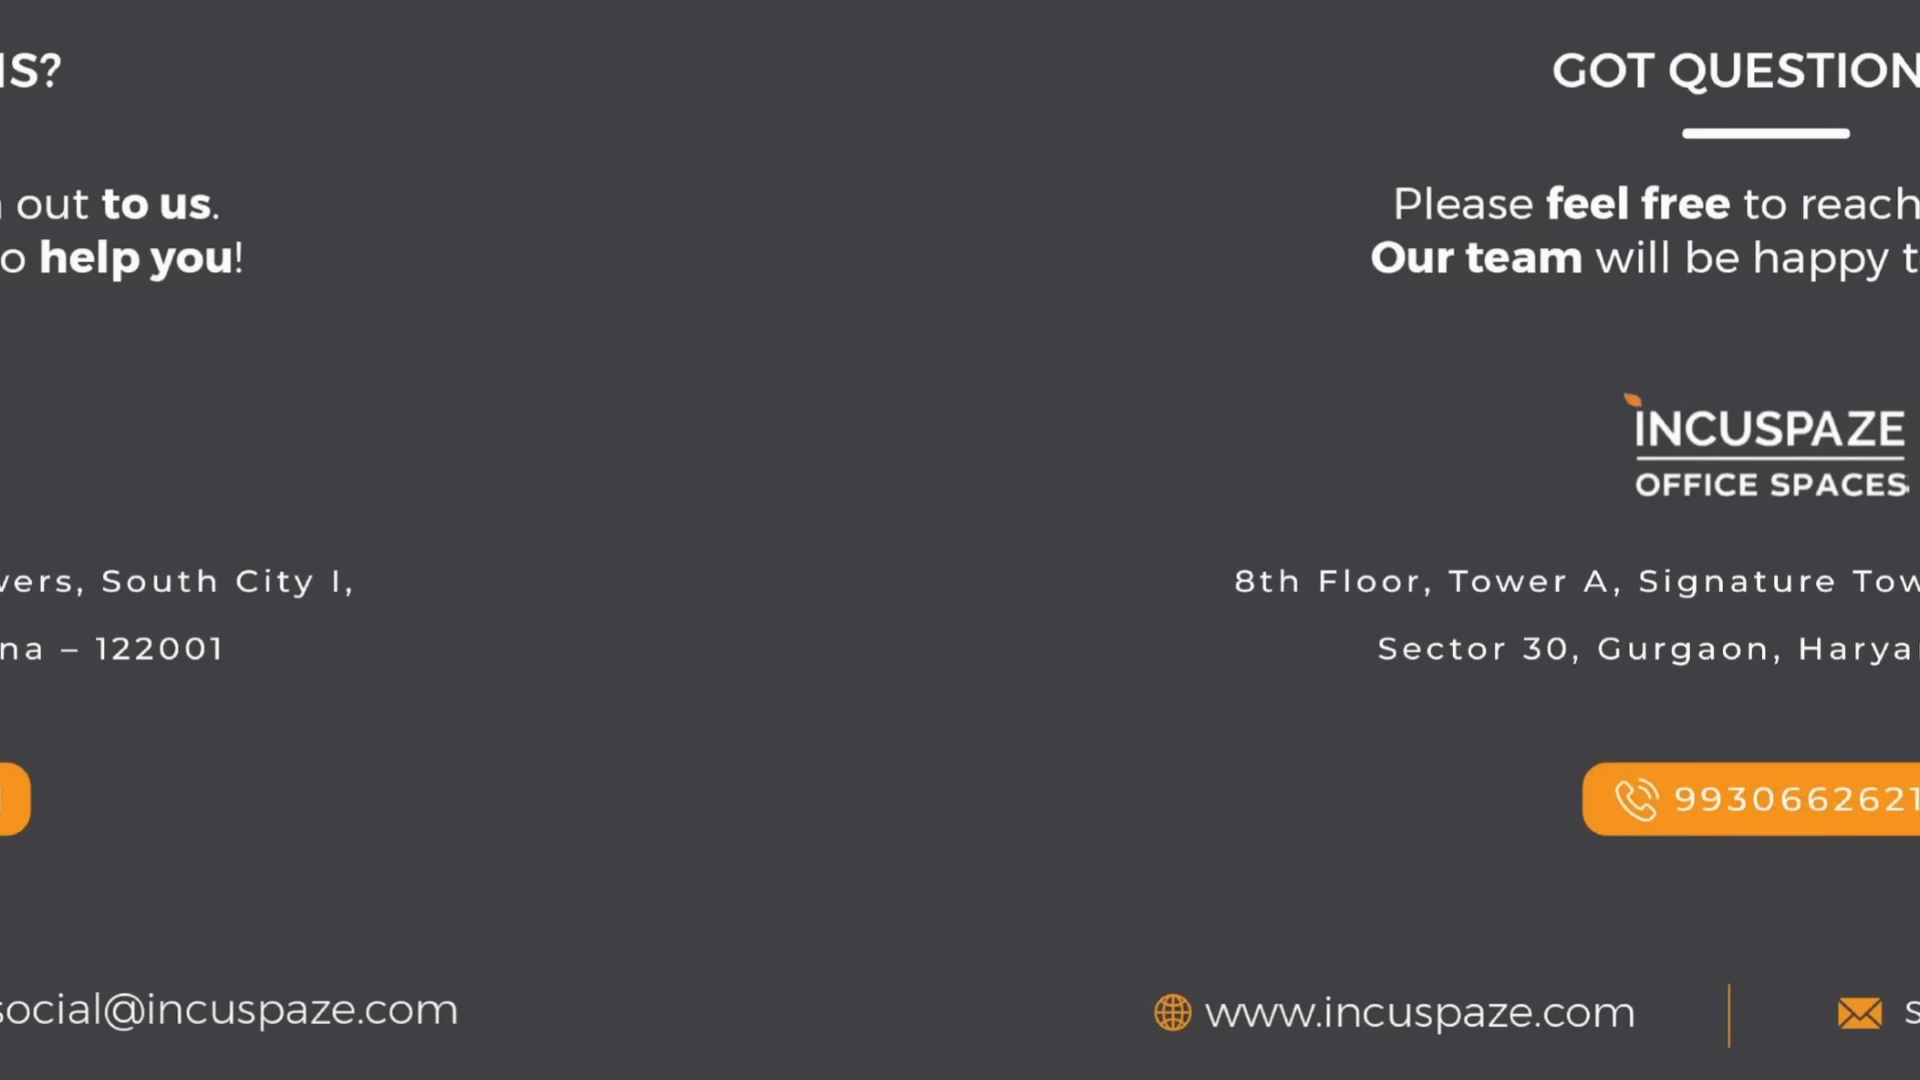 IS?
out to us.
o help you!
vers, South City I,
na – 122001
social@incuspaze.com
GOT QUESTION
Please feel free to reach
Our team will be happy t
INCUSPAZE
OFFICE SPACES
8th Floor, Tower A, Signature Tow
Sector 30, Gurgaon, Harya
9930662621
www.incuspaze.com
s